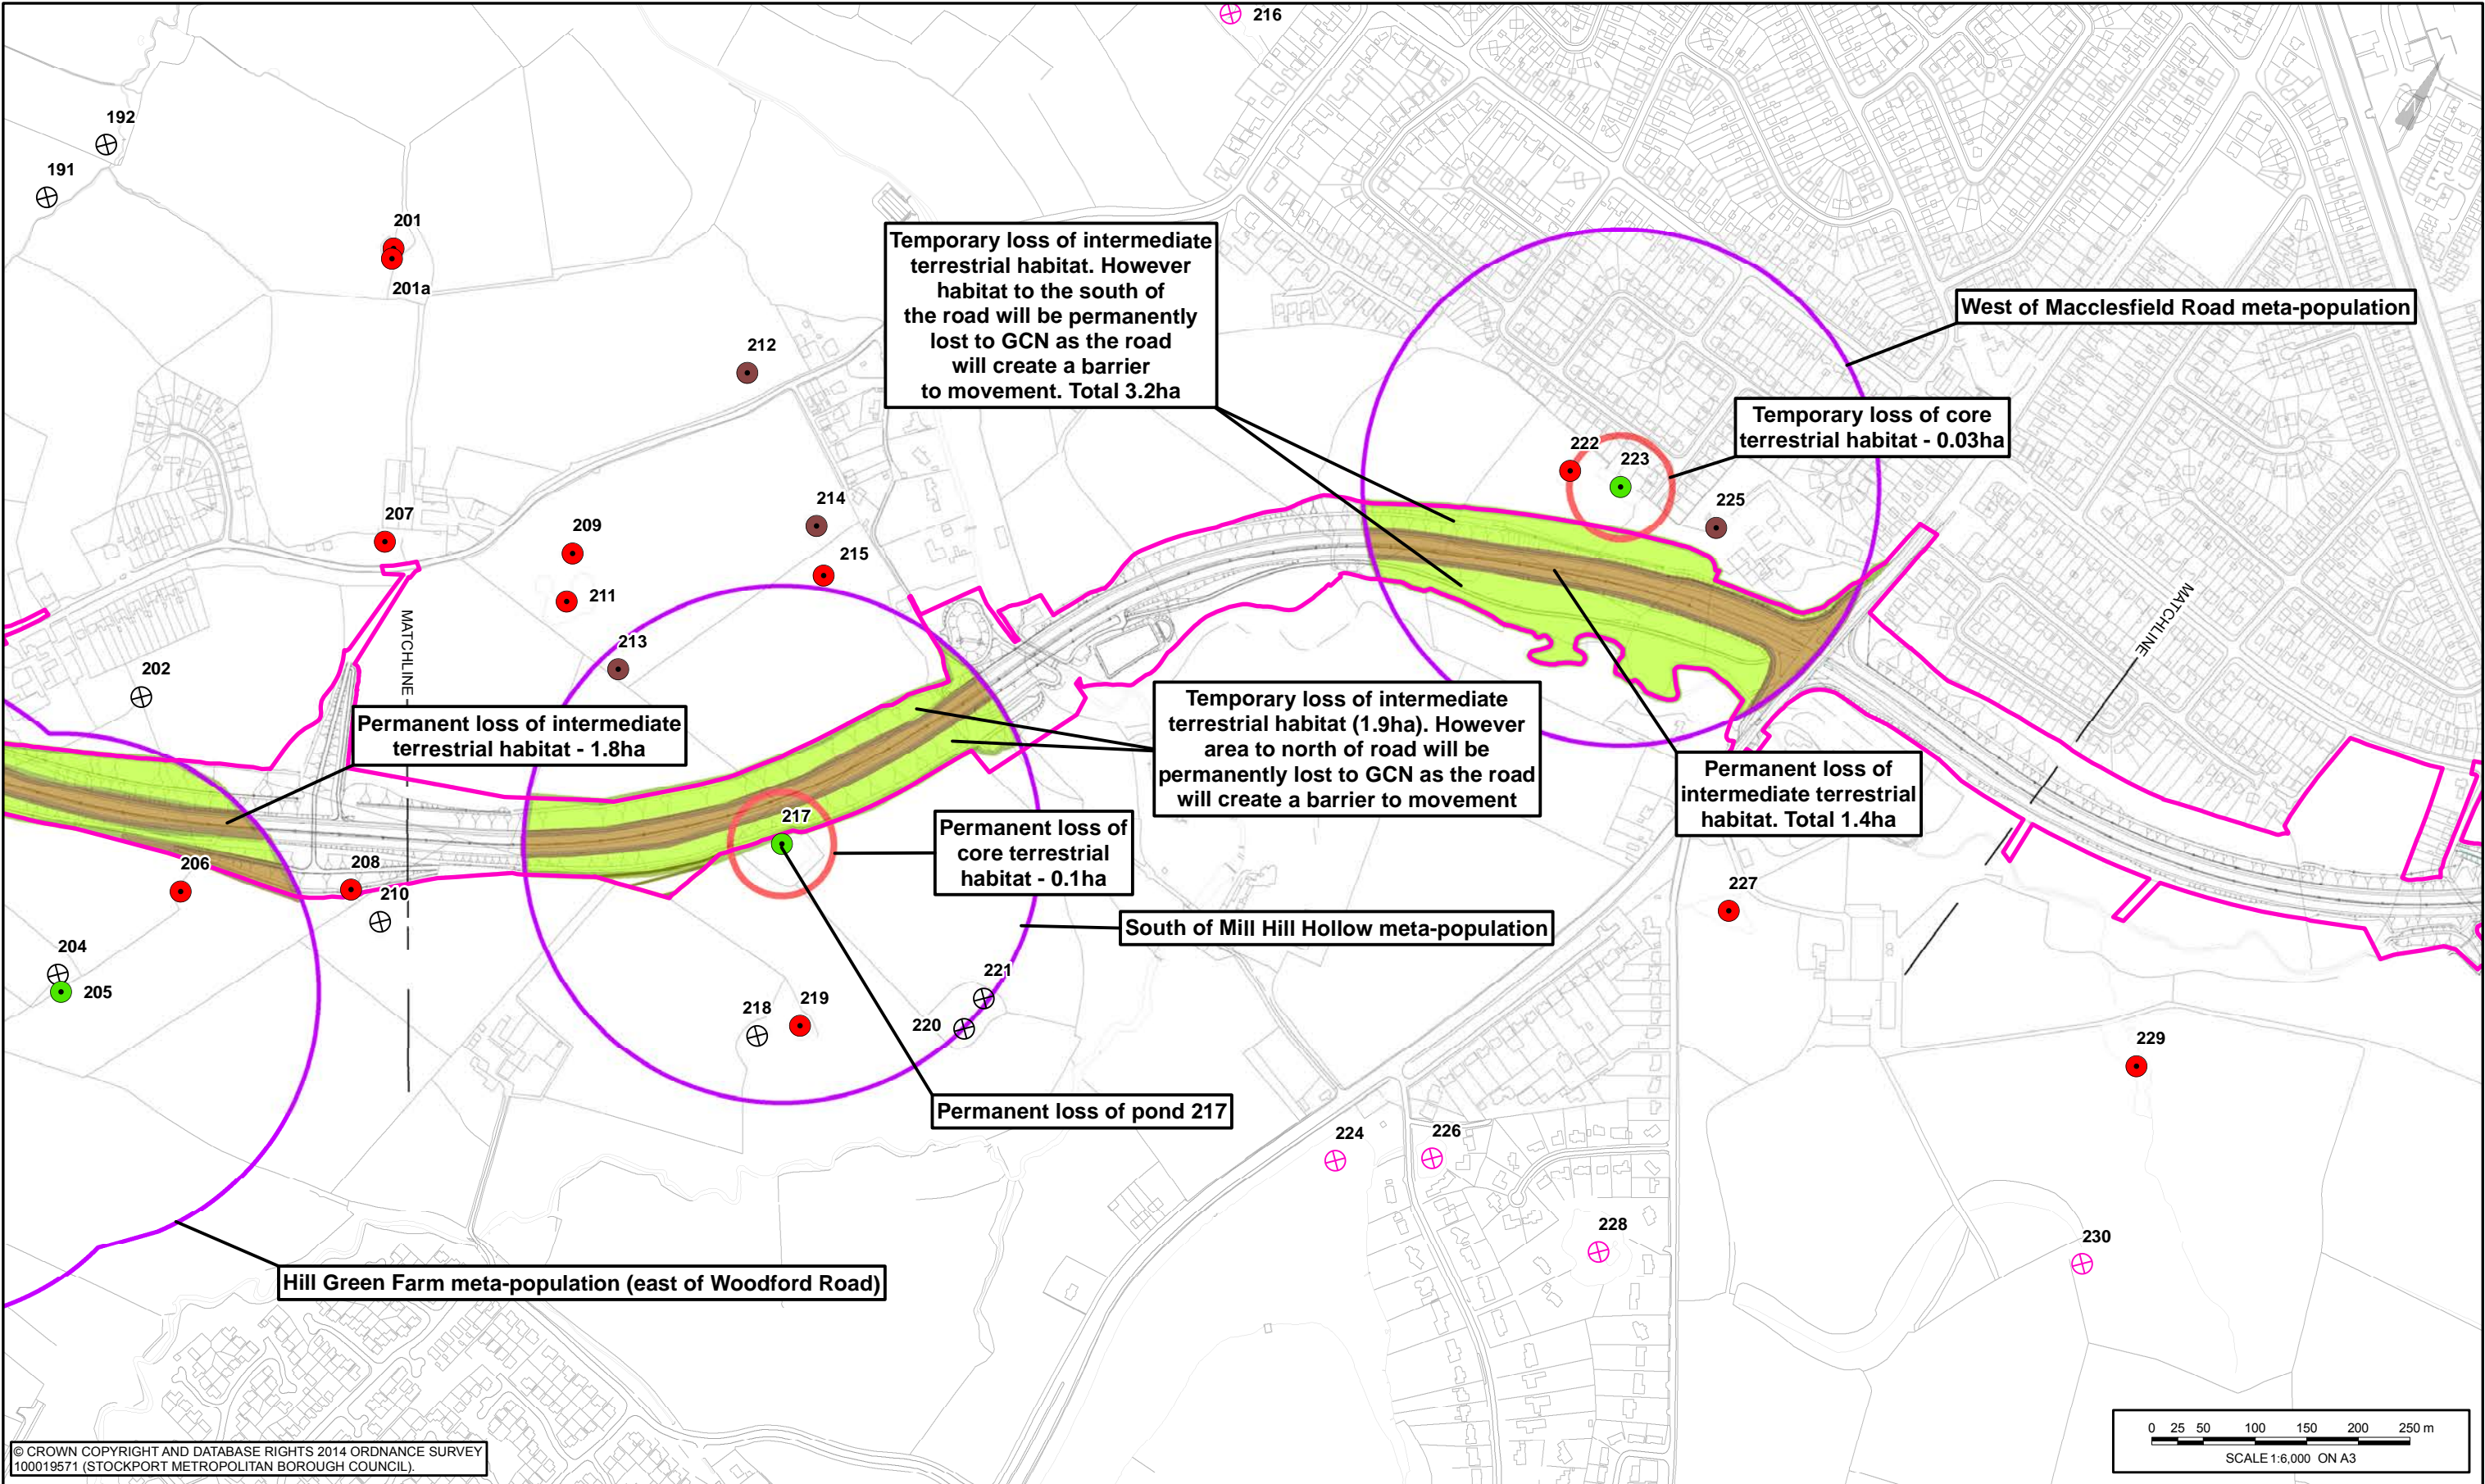 216
192
191
201
201a
212
Temporary loss of intermediate
terrestrial habitat. However
habitat to the south of
the road will be permanently
lost to GCN as the road
will create a barrier
to movement. Total 3.2ha
West of Macclesfield Road meta-population
Temporary loss of core
terrestrial habitat - 0.03ha
222
223
225
207
209
214
215
211
213
MATCHLINE
MATCHLINE
202
Permanent loss of intermediate
terrestrial habitat - 1.8ha
Temporary loss of intermediate
terrestrial habitat (1.9ha). However
area to north of road will be
permanently lost to GCN as the road
will create a barrier to movement
Permanent loss of
intermediate terrestrial
habitat. Total 1.4ha
217
Permanent loss of
core terrestrial
habitat - 0.1ha
206
208
210
227
South of Mill Hill Hollow meta-population
204
205
221
218
219
220
229
Permanent loss of pond 217
224
226
228
230
Hill Green Farm meta-population (east of Woodford Road)
0 25 50 100 150 200 250 m
SCALE 1:6,000 ON A3
© CROWN COPYRIGHT AND DATABASE RIGHTS 2014 ORDNANCE SURVEY
100019571 (STOCKPORT METROPOLITAN BOROUGH COUNCIL).